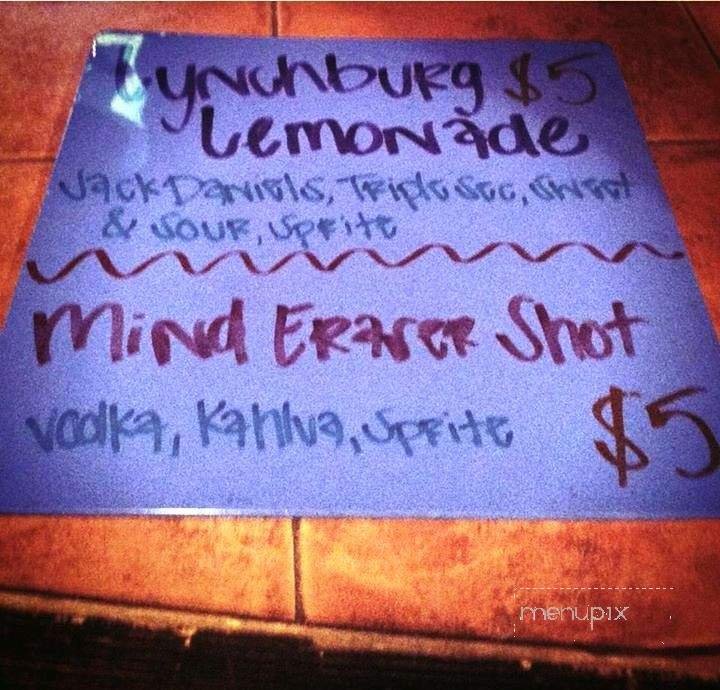 Lynchburg $5
Lemonade
Jack Daniels, Triple Sec, Sweet
& Sour, Sprite
Mind Eraser Shot
Vodka, Kahlua, Sprite $5
menupix